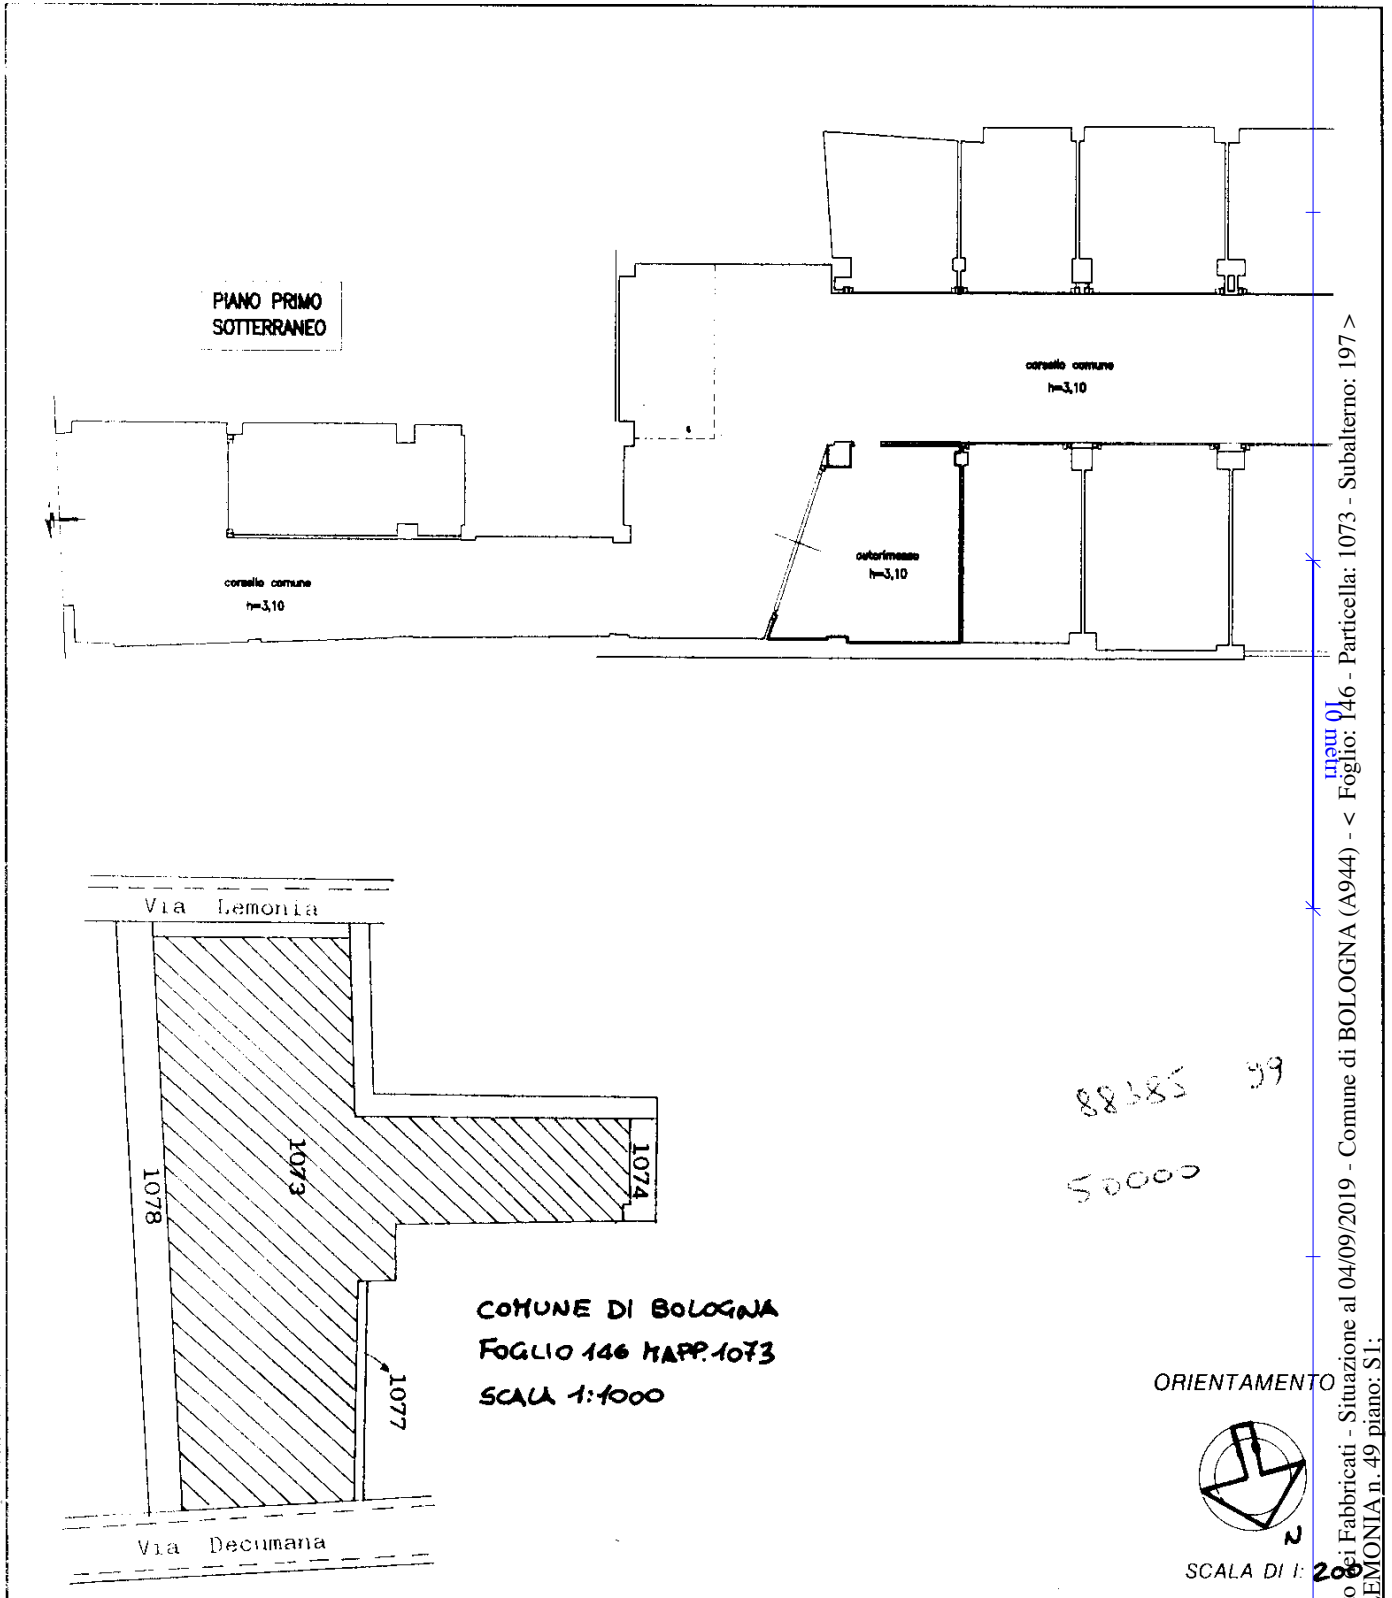 PIANO PRIMO
SOTTERRANEO
corsello comune
h=3,10
corsello comune
h=3,10
autorimessa
h=3,10
10 metri
Via Lemonia
1078
1073
1074
1077
Via Decumana
COMUNE DI BOLOGNA
FOGLIO 146 MAPP. 1073
SCALA 1:1000
88385 99
50000
ORIENTAMENTO
N
SCALA DI 1: 200
o dei Fabbricati - Situazione al 04/09/2019 - Comune di BOLOGNA (A944) - < Foglio: 146 - Particella: 1073 - Subalterno: 197 >
LEMONIA n. 49 piano: S1;